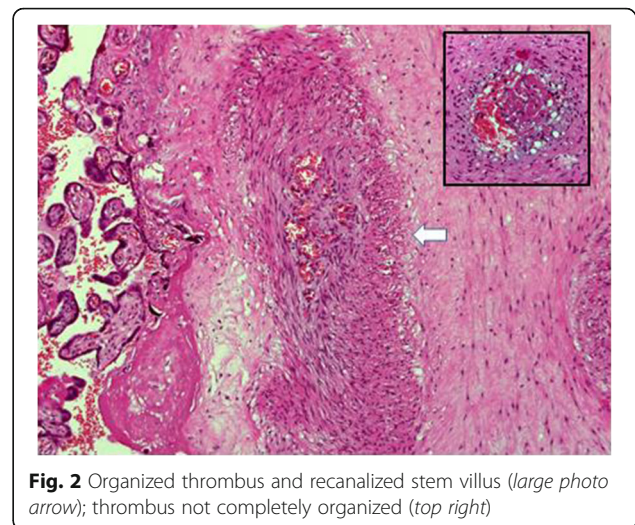 Fig. 2 Organized thrombus and recanalized stem villus (large photo
arrow); thrombus not completely organized (top right)